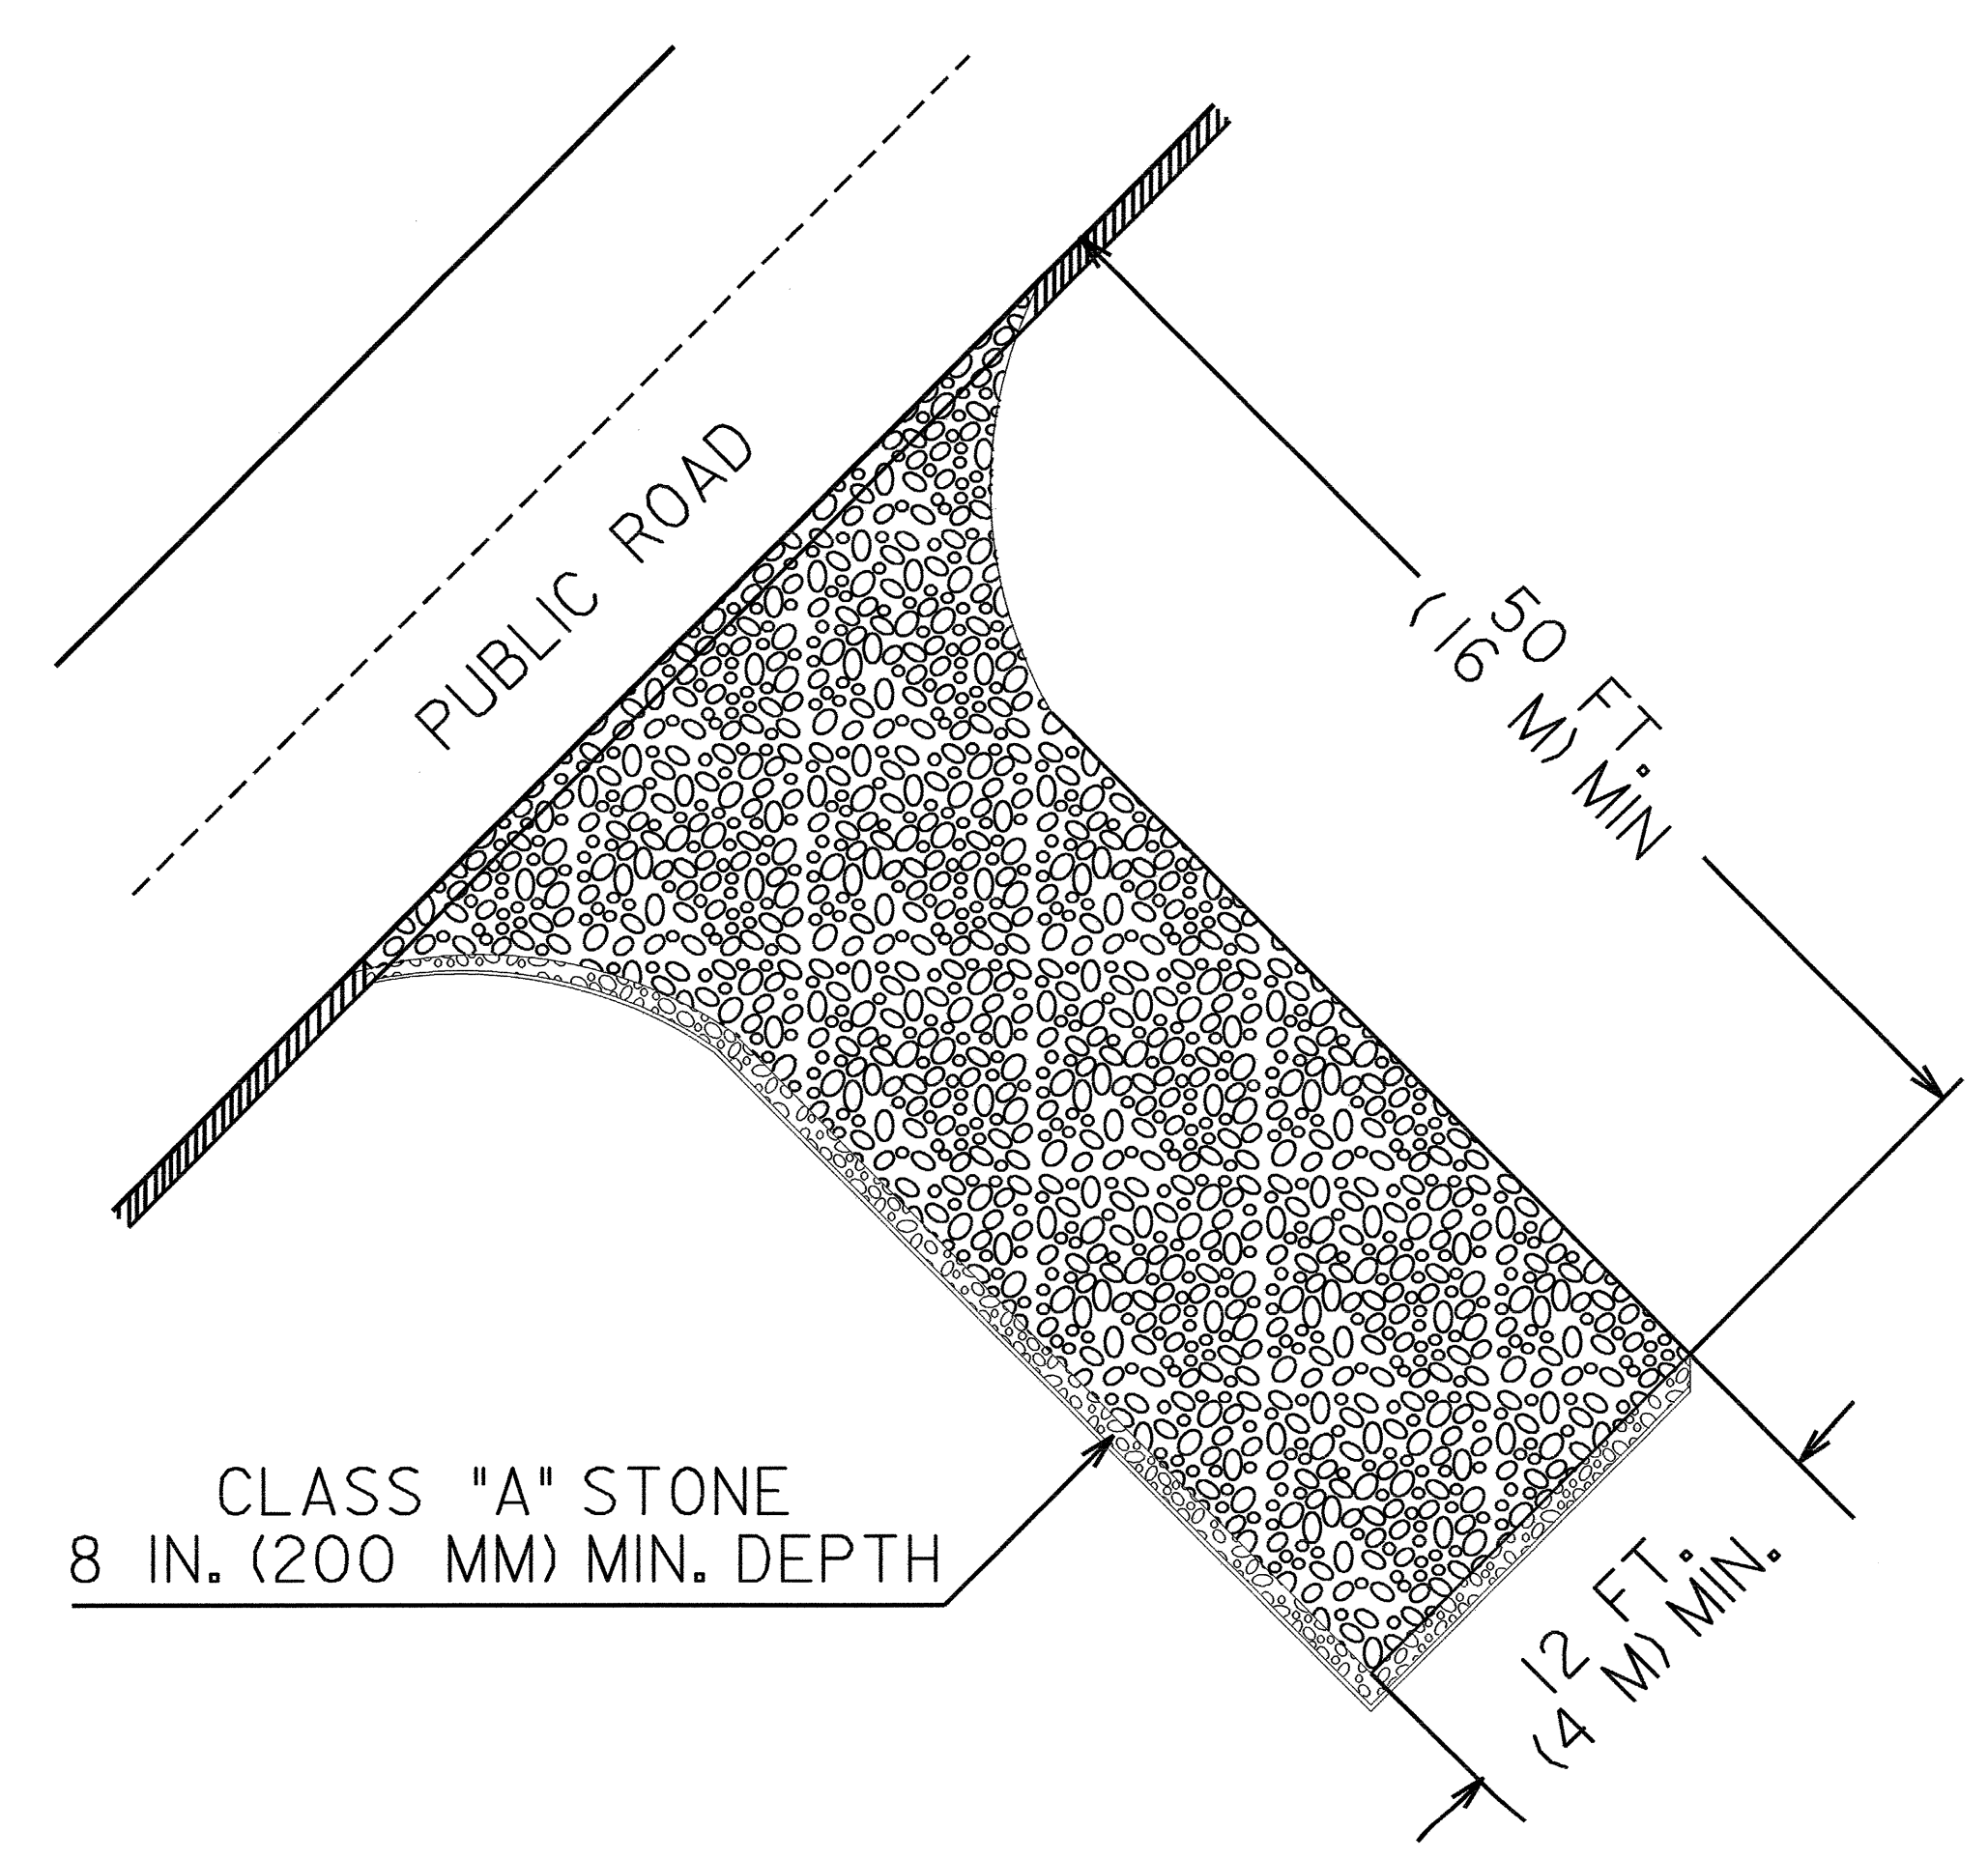 PUBLIC ROAD
50 FT.
(16 M) MIN
CLASS "A" STONE
8 IN. (200 MM) MIN. DEPTH
12 FT.
(4 M) MIN.